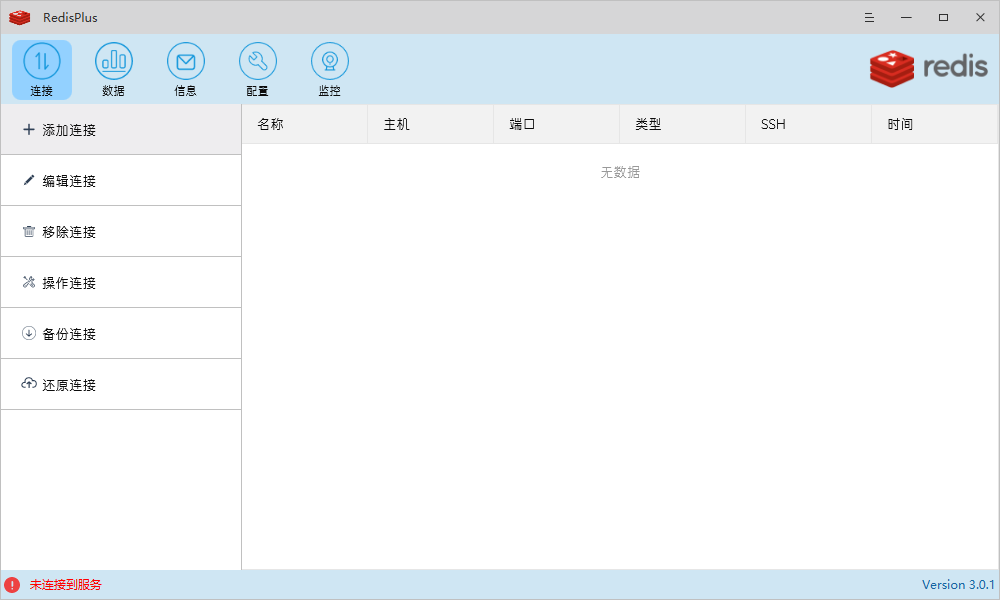 RedisPlus
连接 数据 信息 配置 监控
redis
添加连接
编辑连接
移除连接
操作连接
备份连接
还原连接
名称 主机 端口 类型 SSH 时间
无数据
未连接到服务
Version 3.0.1